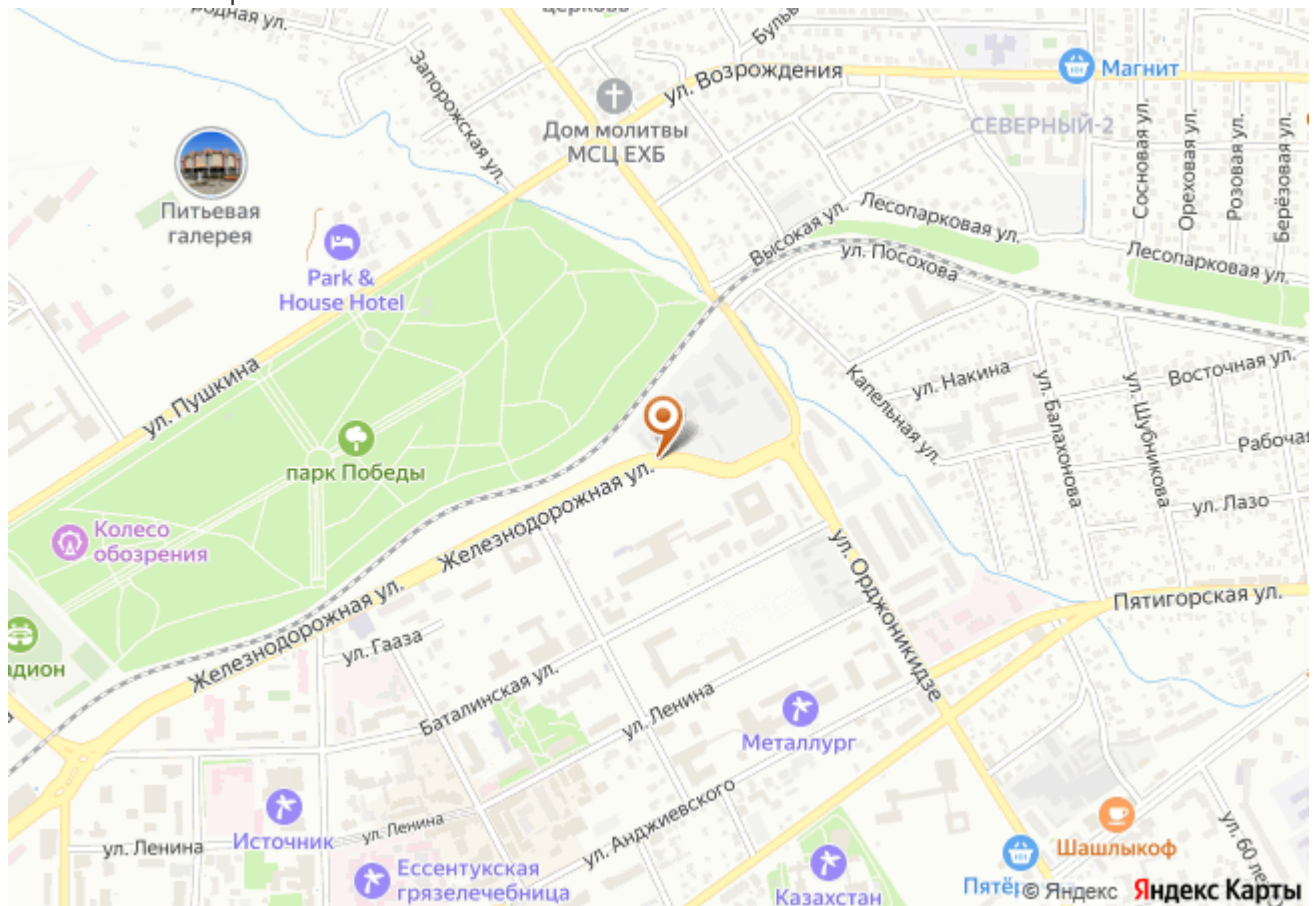 ул. Возрождения
Магнит
Запорожская ул.
Дом молитвы
МСЦ ЕХБ
СЕВЕРНЫЙ-2
Сосновая ул.
Ореховая ул.
Розовая ул.
Берёзовая ул.
Питьевая
галерея
Park &
House Hotel
Высокая ул.
Лесопарковая ул.
Лесопарковая ул.
ул. Посохова
ул. Пушкина
Капельная ул.
ул. Накина
ул. Балахонова
ул. Шубникова
Восточная ул.
парк Победы
ул. Лазо
Колесо
обозрения
Железнодорожная ул.
Железнодорожная ул.
ул. Орджоникидзе
Пятигорская ул.
ул. Гааза
Баталинская ул.
ул. Ленина
Металлург
Источник
ул. Ленина
ул. Ленина
ул. Анджиевского
Шашлыкоф
Ессентукская
грязелечебница
Казахстан
© Яндекс
Яндекс Карты